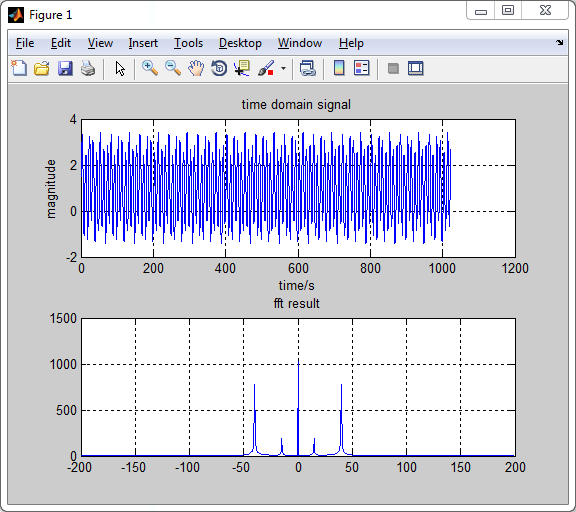 Figure 1
File Edit View Insert Tools Desktop Window Help
time domain signal
4
2
0
-2
magnitude
0 200 400 600 800 1000 1200
time/s
fft result
1500
1000
500
0
-200 -150 -100 -50 0 50 100 150 200